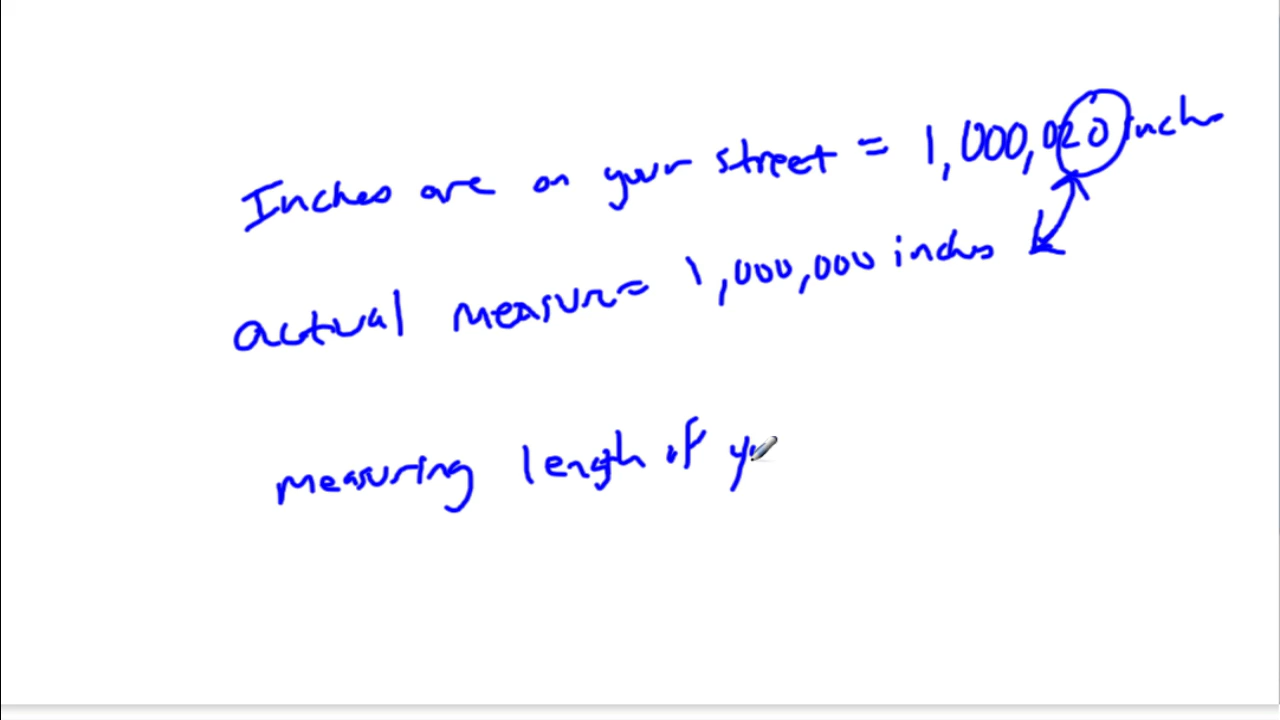 Inches are on your street = 1,000,020 inches
actual measure = 1,000,000 inches
measuring length of